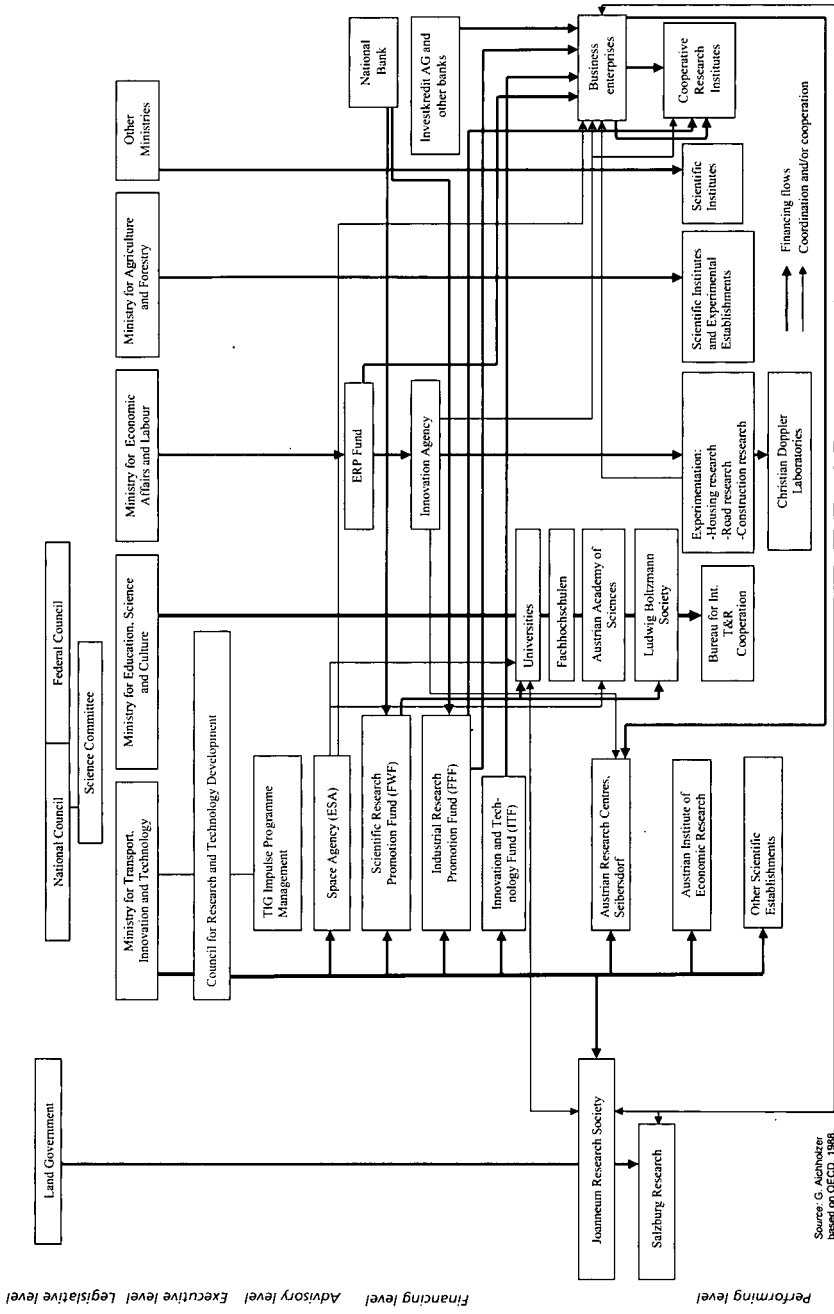 Legislative level
Executive level
Advisory level
Financing level
Performing level
Land Government
National Council
Federal Council
Science Committee
Ministry for Transport,
Innovation and Technology
Ministry for Education, Science
and Culture
Ministry for Economic
Affairs and Labour
Ministry for Agriculture
and Forestry
Other
Ministries
Council for Research and Technology Development
TIG Impulse Programme
Management
National
Bank
Space Agency (ESA)
ERP Fund
Scientific Research
Promotion Fund (FWF)
Innovation Agency
Investkredit AG and
other banks
Industrial Research
Promotion Fund (FFF)
Innovation and Tech-
nology Fund (ITF)
Universities
Fachhochschulen
Austrian Academy of
Sciences
Ludwig Boltzmann
Society
Bureau for Int.
T&R
Cooperation
Business
enterprises
Cooperative
Research
Institutes
Joanneum Research Society
Salzburg Research
Austrian Research Centres,
Seibersdorf
Austrian Institute of
Economic Research
Other Scientific
Establishments
Experimentation:
-Housing research
-Road research
-Construction research
Christian Doppler
Laboratories
Scientific Institutes
and Experimental
Establishments
Scientific
Institutes
Financing flows
Coordination and/or cooperation
Source: G. Aichholzer
based on OECD, 1988